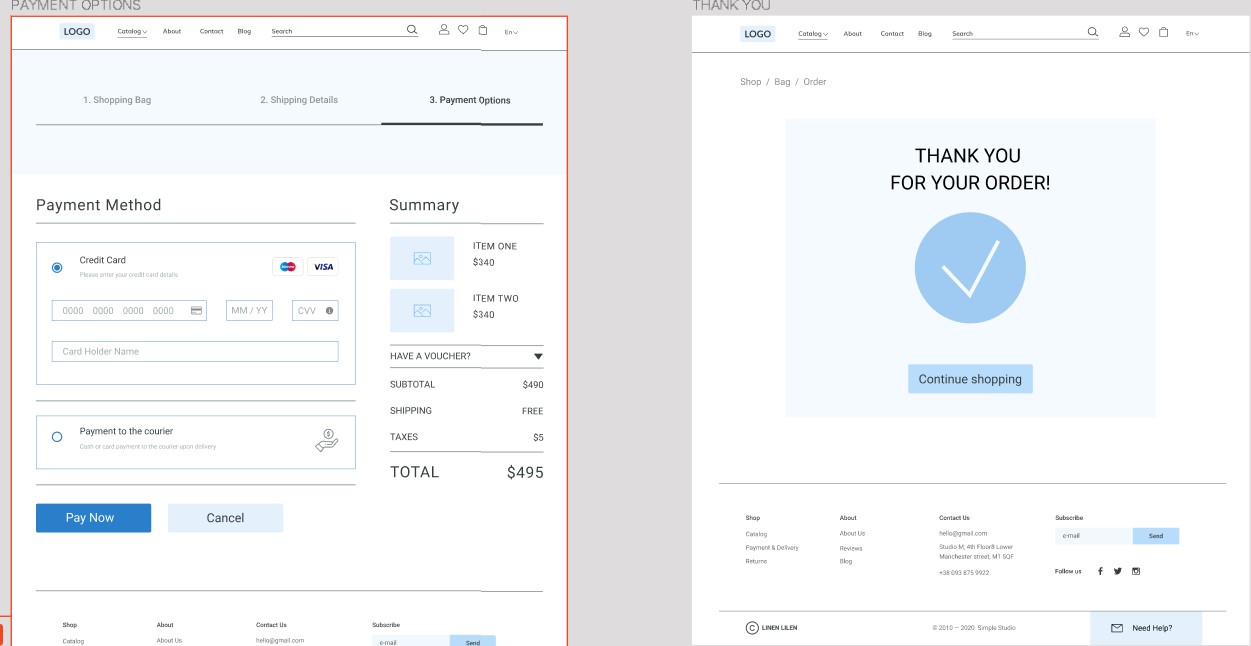 PAYMENT OPTIONS
LOGO Catalog About Contact Blog Search En
1. Shopping Bag 2. Shipping Details 3. Payment Options
Payment Method
Credit Card
Please enter your credit card details
VISA
0000 0000 0000 0000 MM / YY CVV
Card Holder Name
Payment to the courier
Cash or card payment to the courier upon delivery
Pay Now Cancel
Summary
ITEM ONE
$340
ITEM TWO
$340
HAVE A VOUCHER?
SUBTOTAL $490
SHIPPING FREE
TAXES $5
TOTAL $495
Shop About Contact Us Subscribe
Catalog About Us hello@gmail.com e-mail Send
THANK YOU
LOGO Catalog About Contact Blog Search En
Shop / Bag / Order
THANK YOU
FOR YOUR ORDER!
Continue shopping
Shop
Catalog
Payment & Delivery
Returns
About
About Us
Reviews
Blog
Contact Us
hello@gmail.com
Studio M, 4th Floor8 Lower
Manchester street, M1 5QF
+38 093 875 9922
Subscribe
e-mail Send
Follow us
© LINEN LILEN © 2010 — 2020. Simple Studio Need Help?